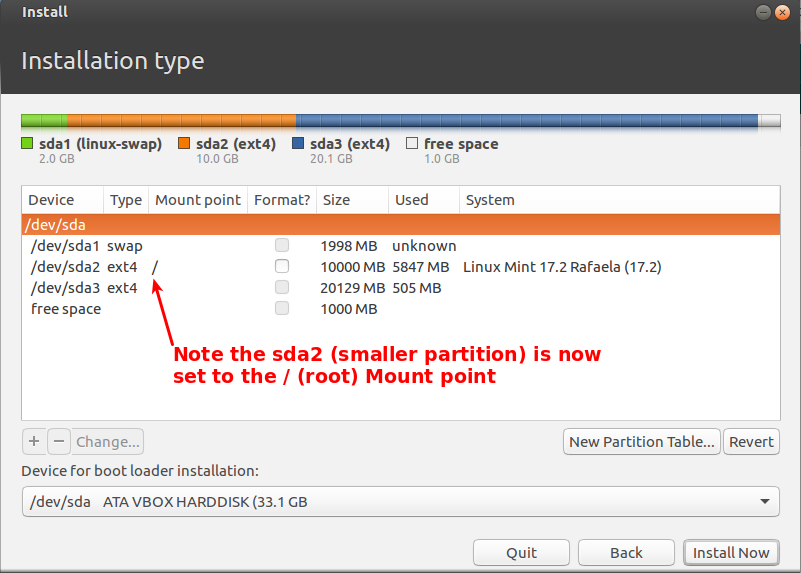 Install
Installation type
sda1 (linux-swap) sda2 (ext4) sda3 (ext4) free space
2.0 GB 10.0 GB 20.1 GB 1.0 GB
Device Type Mount point Format? Size Used System
/dev/sda
/dev/sda1 swap 1998 MB unknown
/dev/sda2 ext4 / 10000 MB 5847 MB Linux Mint 17.2 Rafaela (17.2)
/dev/sda3 ext4 20129 MB 505 MB
free space 1000 MB
Note the sda2 (smaller partition) is now
set to the / (root) Mount point
+ − Change... New Partition Table... Revert
Device for boot loader installation:
/dev/sda ATA VBOX HARDDISK (33.1 GB
Quit Back Install Now